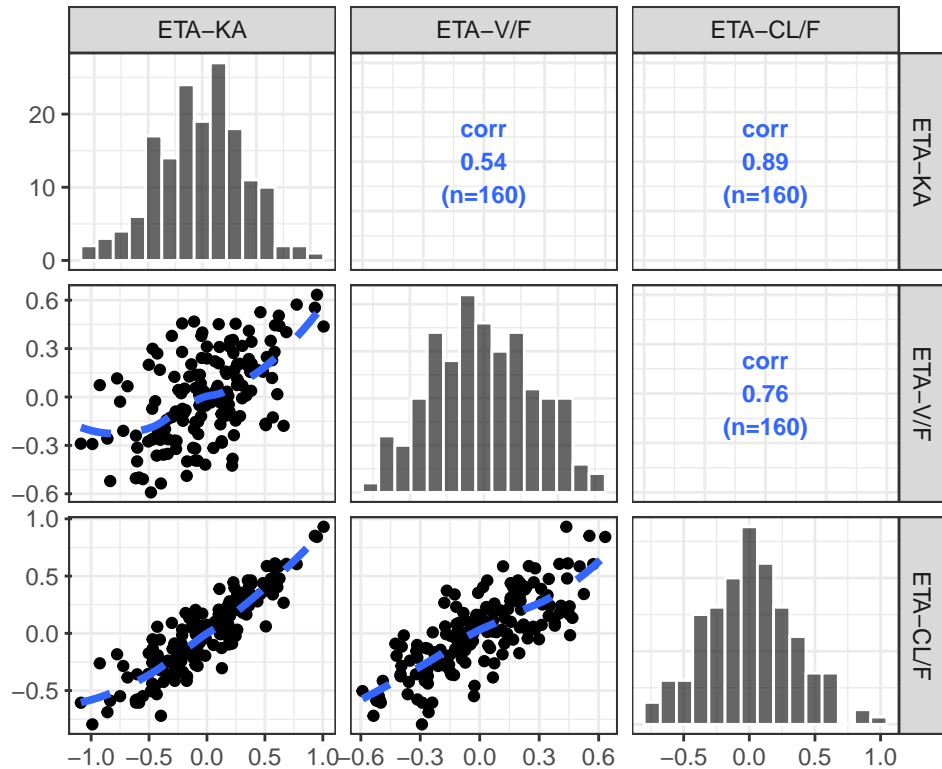 ETA−KA ETA−V/F ETA−CL/F
20
10
0
corr
0.54
(n=160)
corr
0.89
(n=160)
ETA−KA
0.6
0.3
0.0
−0.3
−0.6
corr
0.76
(n=160)
ETA−V/F
1.0
0.5
0.0
−0.5
ETA−CL/F
−1.0 −0.5 0.0 0.5 1.0 −0.6 −0.3 0.0 0.3 0.6 −0.5 0.0 0.5 1.0